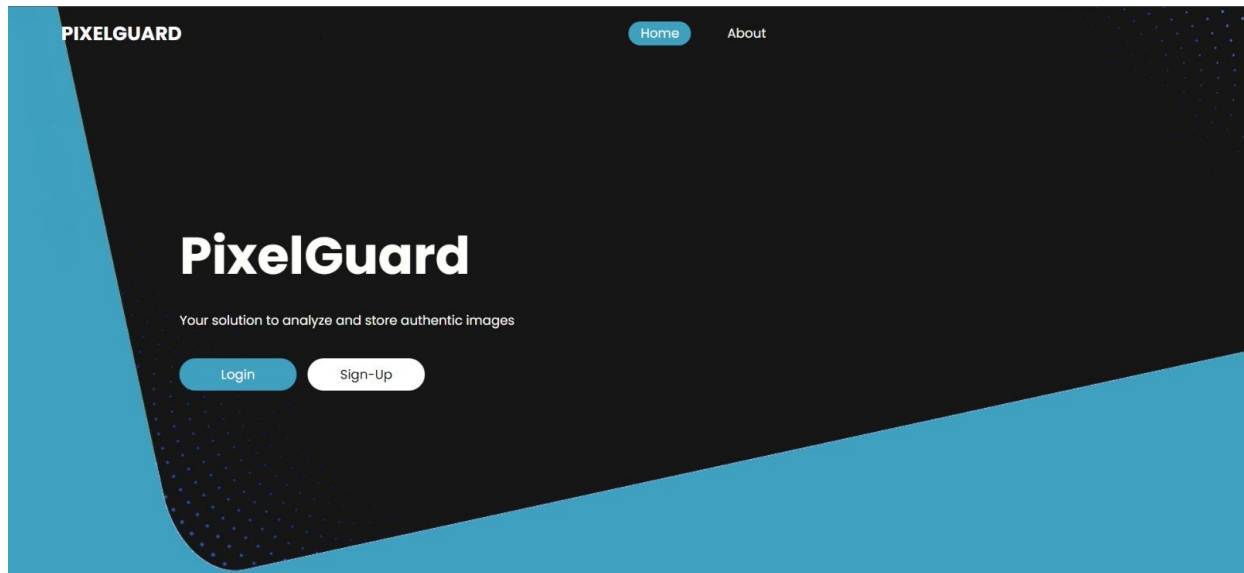 PIXELGUARD
Home About
PixelGuard
Your solution to analyze and store authentic images
Login Sign-Up